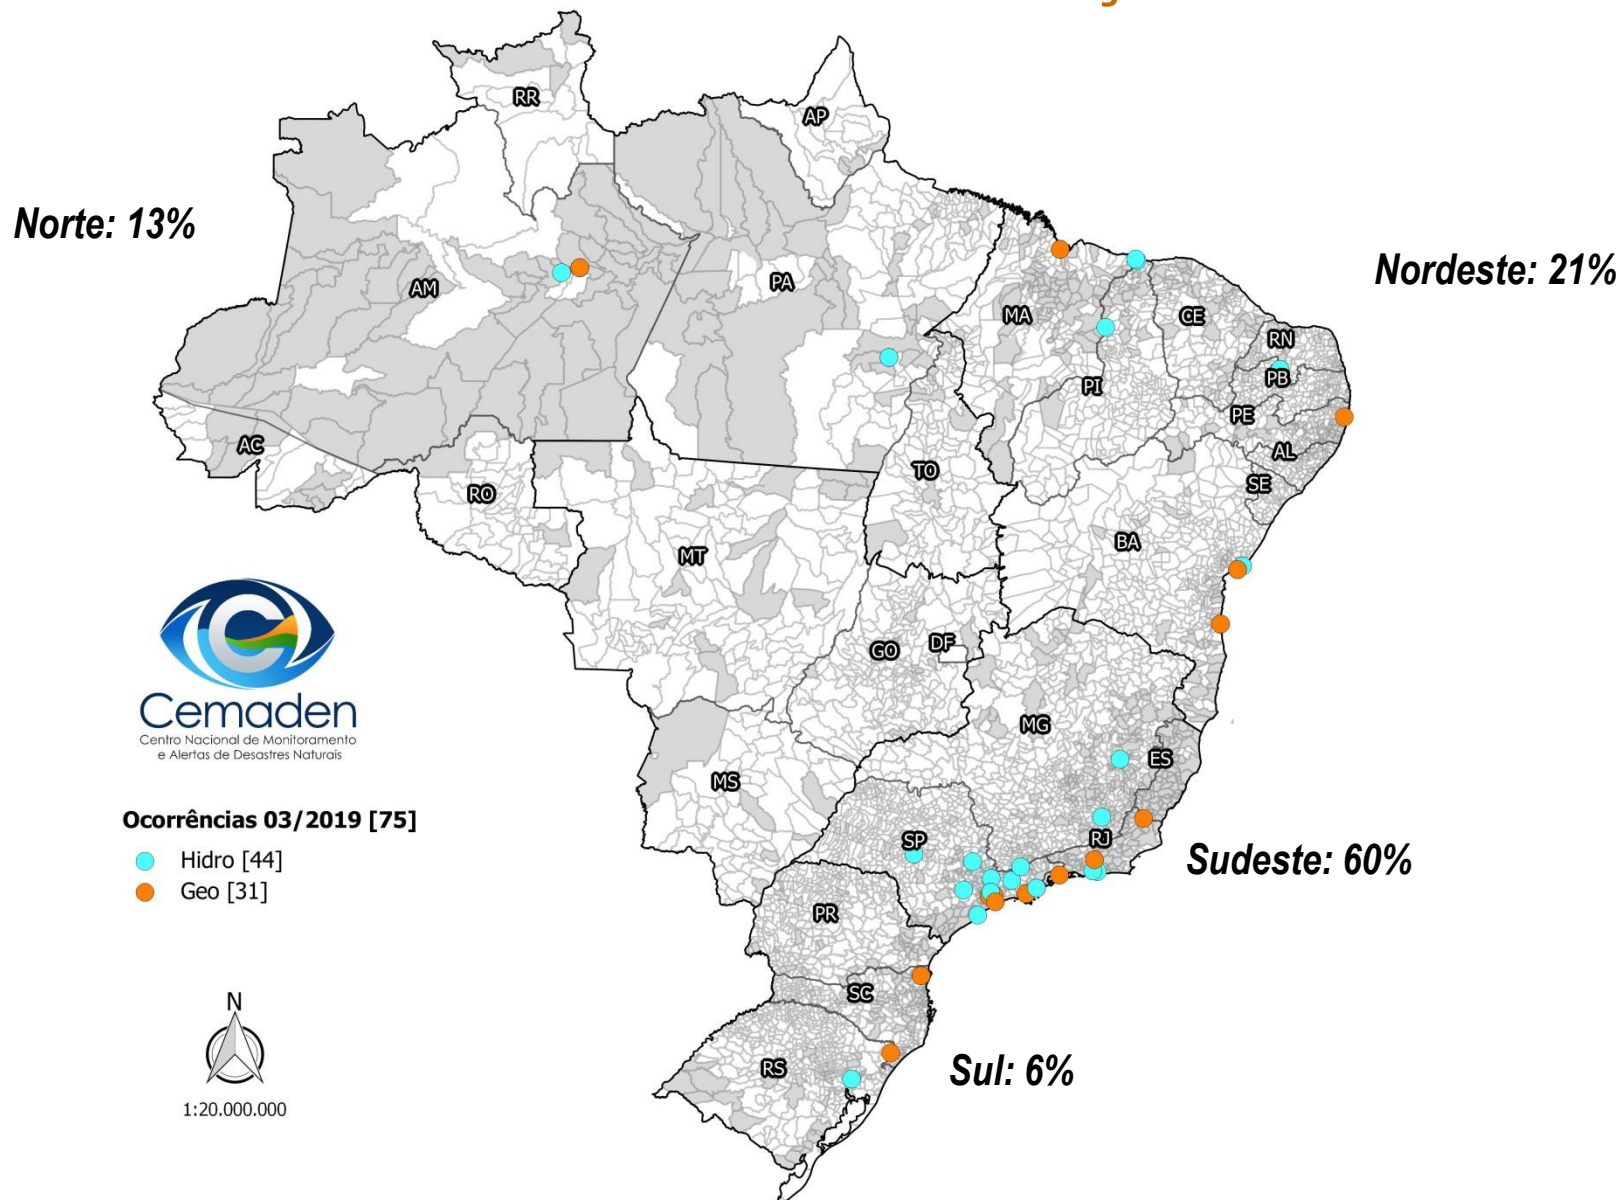 g
RR
AP
Norte: 13%
Nordeste: 21%
AM
PA
MA
CE
RN
PB
PI
PE
AC
AL
TO
SE
RO
BA
MT
GO
DF
Cemaden
Centro Nacional de Monitoramento
e Alertas de Desastres Naturais
MG
ES
MS
Ocorrências 03/2019 [75]
Hidro [44]
Geo [31]
SP
RJ
Sudeste: 60%
PR
SC
N
RS
Sul: 6%
1:20.000.000